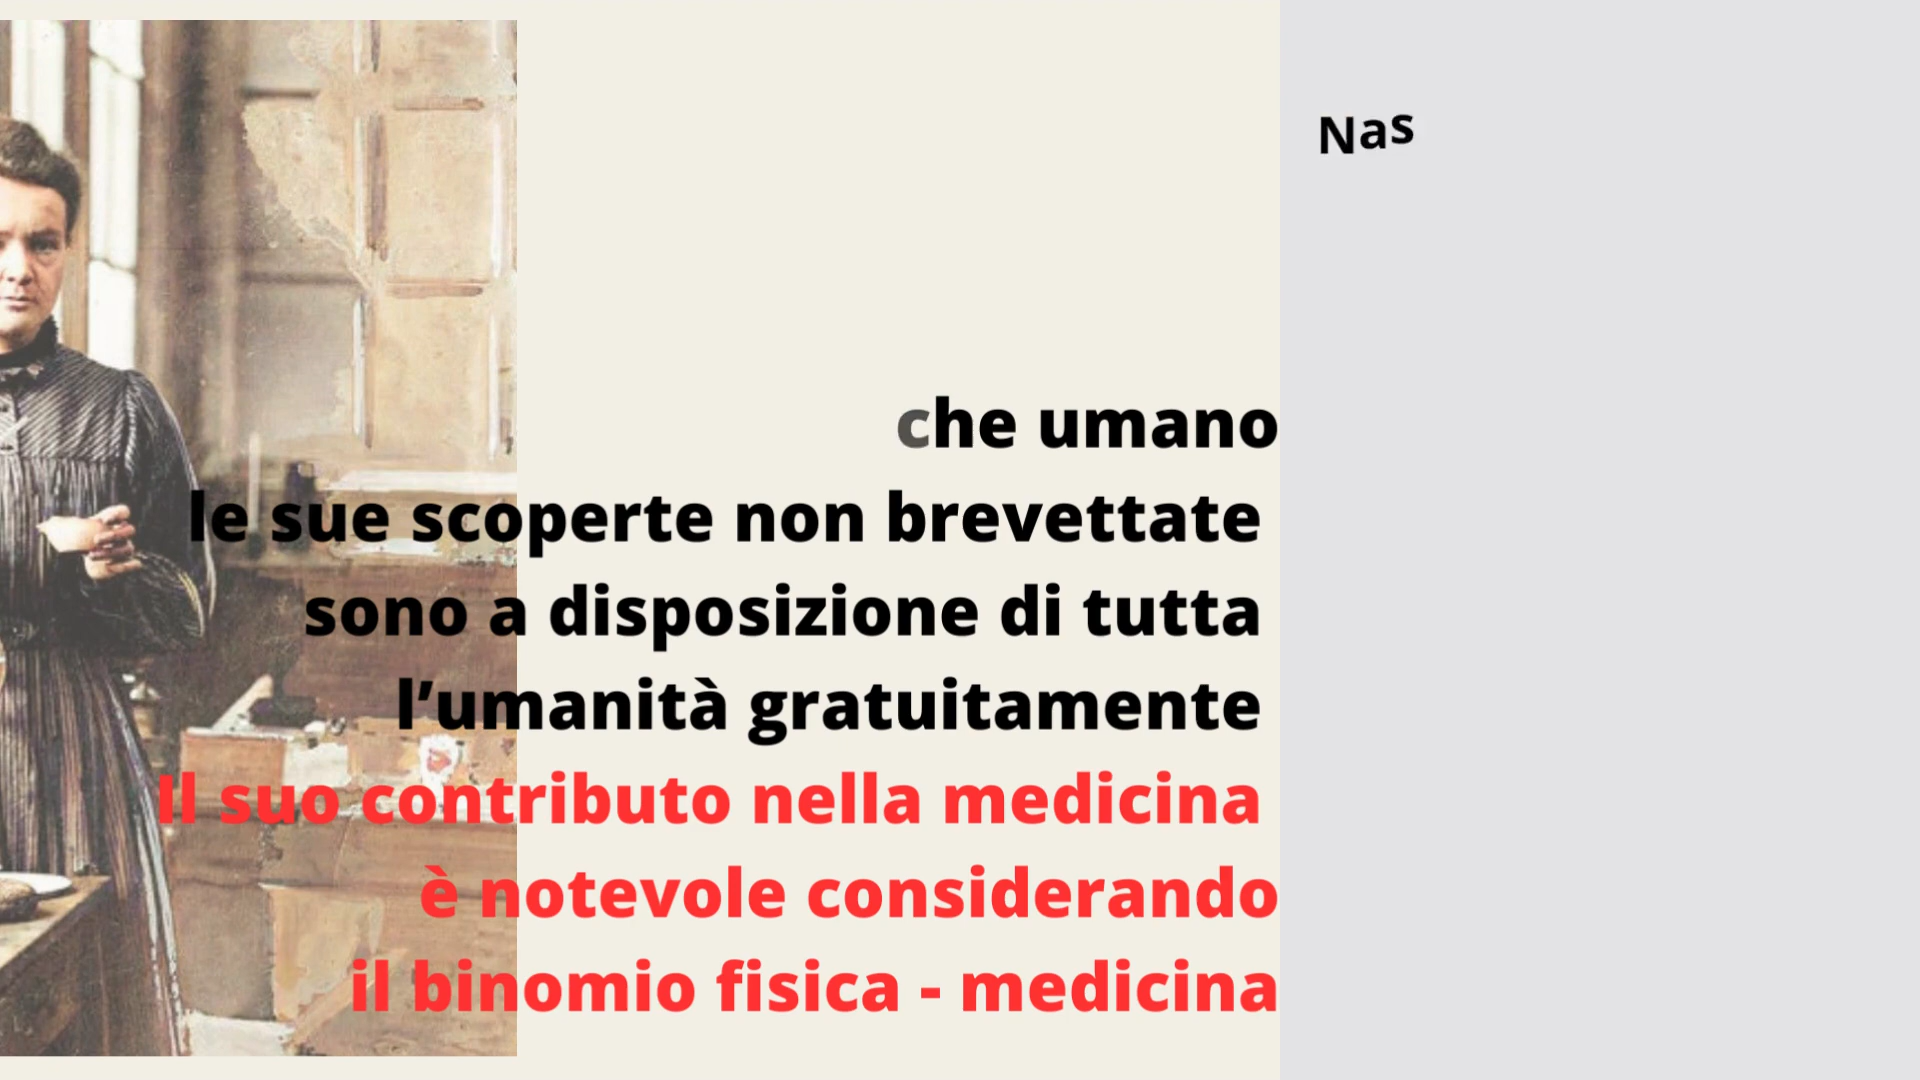 che umano
le sue scoperte non brevettate
sono a disposizione di tutta
l’umanità gratuitamente
Il suo contributo nella medicina
è notevole considerando
il binomio fisica - medicina
Nas